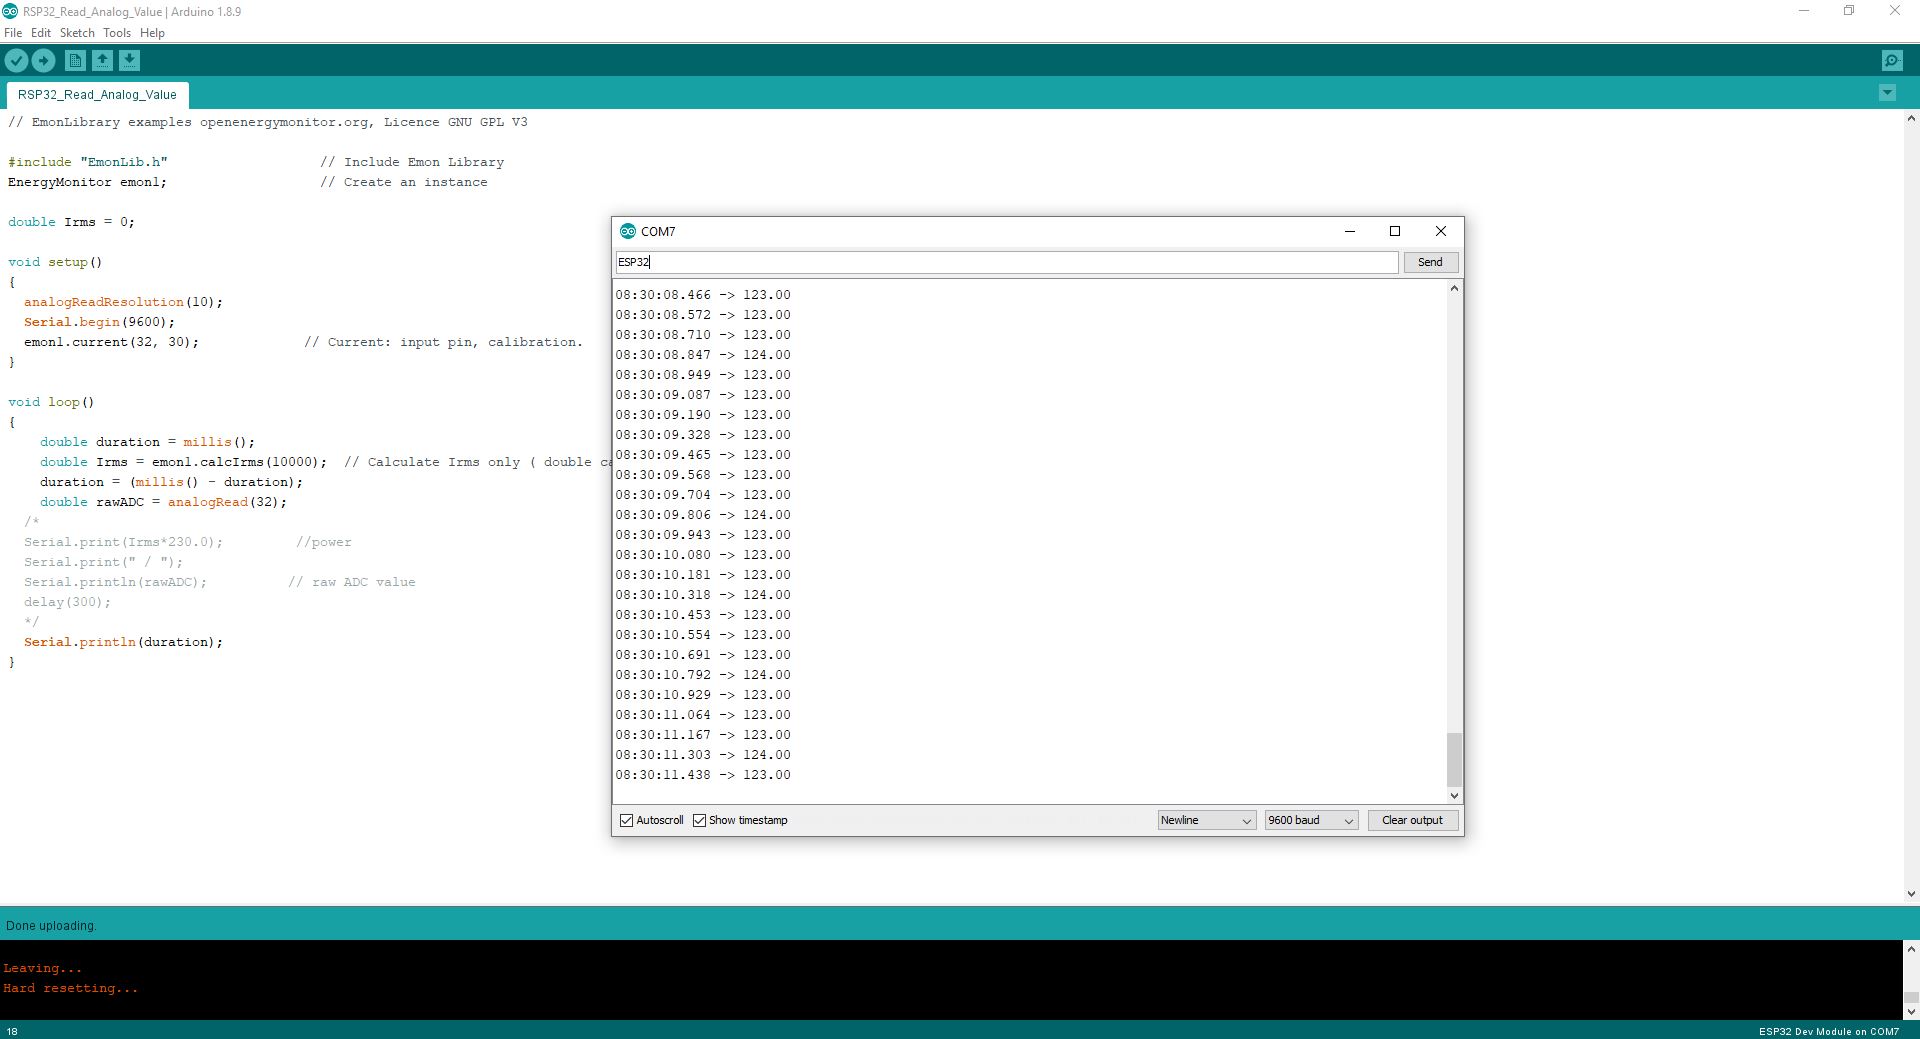 RSP32_Read_Analog_Value | Arduino 1.8.9
File Edit Sketch Tools Help
RSP32_Read_Analog_Value
// EmonLibrary examples openenergymonitor.org, Licence GNU GPL V3
#include "EmonLib.h" // Include Emon Library
EnergyMonitor emon1; // Create an instance
double Irms = 0;
void setup()
{
analogReadResolution(10);
Serial.begin(9600);
emon1.current(32, 30); // Current: input pin, calibration.
}
void loop()
{
double duration = millis();
double Irms = emon1.calcIrms(10000); // Calculate Irms only ( double ca
duration = (millis() - duration);
double rawADC = analogRead(32);
/*
Serial.print(Irms*230.0); //power
Serial.print(" / ");
Serial.println(rawADC); // raw ADC value
delay(300);
*/
Serial.println(duration);
}
COM7
ESP32
Send
08:30:08.466 -> 123.00
08:30:08.572 -> 123.00
08:30:08.710 -> 123.00
08:30:08.847 -> 124.00
08:30:08.949 -> 123.00
08:30:09.087 -> 123.00
08:30:09.190 -> 123.00
08:30:09.328 -> 123.00
08:30:09.465 -> 123.00
08:30:09.568 -> 123.00
08:30:09.704 -> 123.00
08:30:09.806 -> 124.00
08:30:09.943 -> 123.00
08:30:10.080 -> 123.00
08:30:10.181 -> 123.00
08:30:10.318 -> 124.00
08:30:10.453 -> 123.00
08:30:10.554 -> 123.00
08:30:10.691 -> 123.00
08:30:10.792 -> 124.00
08:30:10.929 -> 123.00
08:30:11.064 -> 123.00
08:30:11.167 -> 123.00
08:30:11.303 -> 124.00
08:30:11.438 -> 123.00
Autoscroll Show timestamp Newline 9600 baud Clear output
Done uploading.
Leaving...
Hard resetting...
18 ESP32 Dev Module on COM7